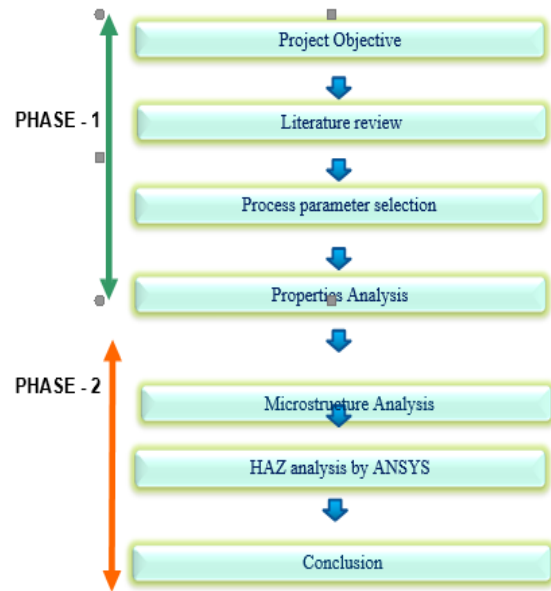 Project Objective
PHASE - 1
Literature review
Process parameter selection
Properties Analysis
PHASE - 2
Microstructure Analysis
HAZ analysis by ANSYS
Conclusion